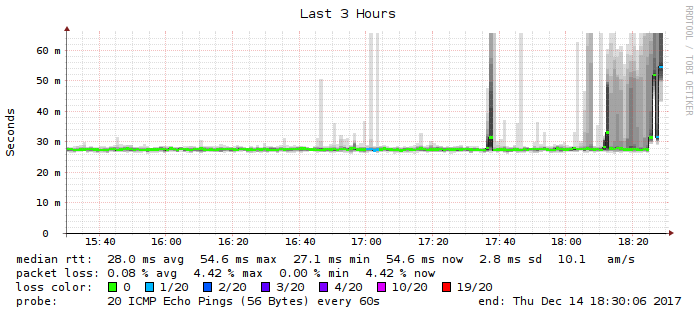 Last 3 Hours
RRDTOOL / TOBI OETIKER
Seconds
60 m
50 m
40 m
30 m
20 m
10 m
0
15:40 16:00 16:20 16:40 17:00 17:20 17:40 18:00 18:20
median rtt: 28.0 ms avg 54.6 ms max 27.1 ms min 54.6 ms now 2.8 ms sd 10.1 am/s
packet loss: 0.08 % avg 4.42 % max 0.00 % min 4.42 % now
loss color: 0 1/20 2/20 3/20 4/20 10/20 19/20
probe: 20 ICMP Echo Pings (56 Bytes) every 60s end: Thu Dec 14 18:30:06 2017